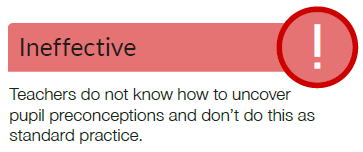 Ineffective
!
Teachers do not know how to uncover
pupil preconceptions and don't do this as
standard practice.